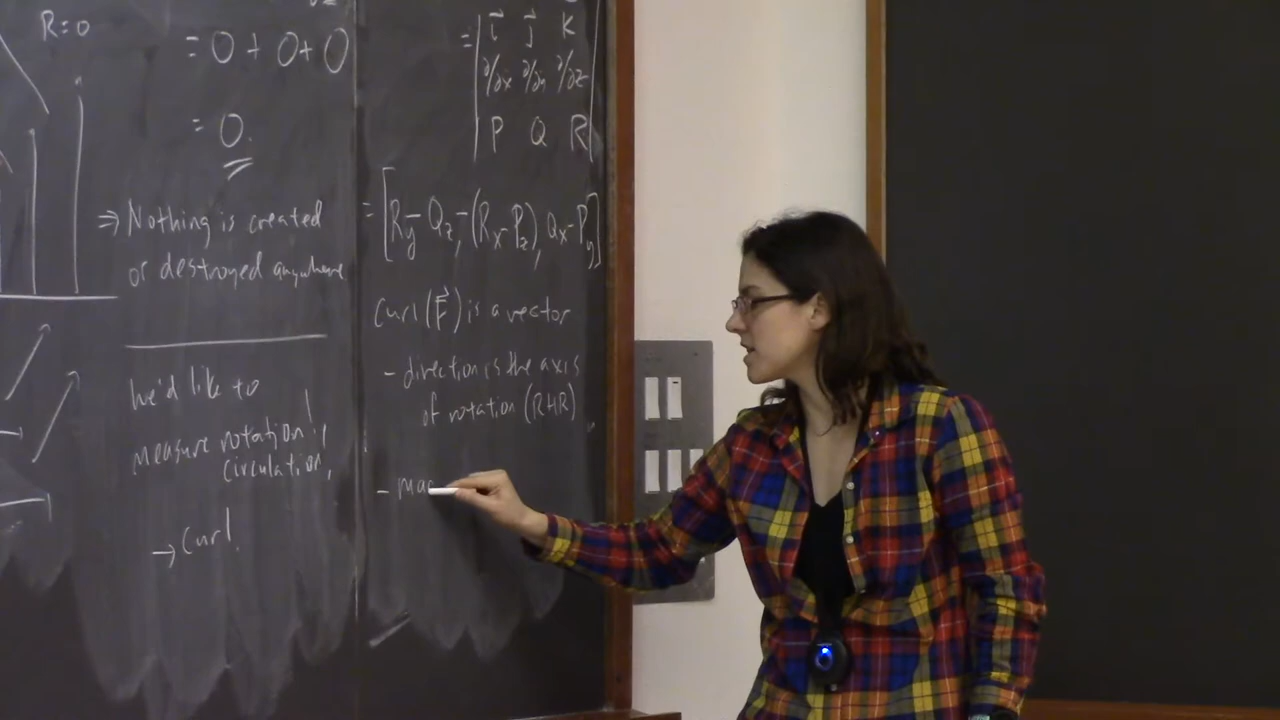 R=0
= 0 + 0 + 0
= 0.
⇒ Nothing is created
or destroyed anywhere
We'd like to
measure rotation!,
circulation,
→ Curl.
= | i⃗ j⃗ K |
| ∂/∂x ∂/∂y ∂/∂z |
| P Q R |
= [R_y - Q_z, -(R_x - P_z), Q_x - P_y]
Curl(F⃗) is a vector
- direction is the axis
of rotation (RHR)
- mag